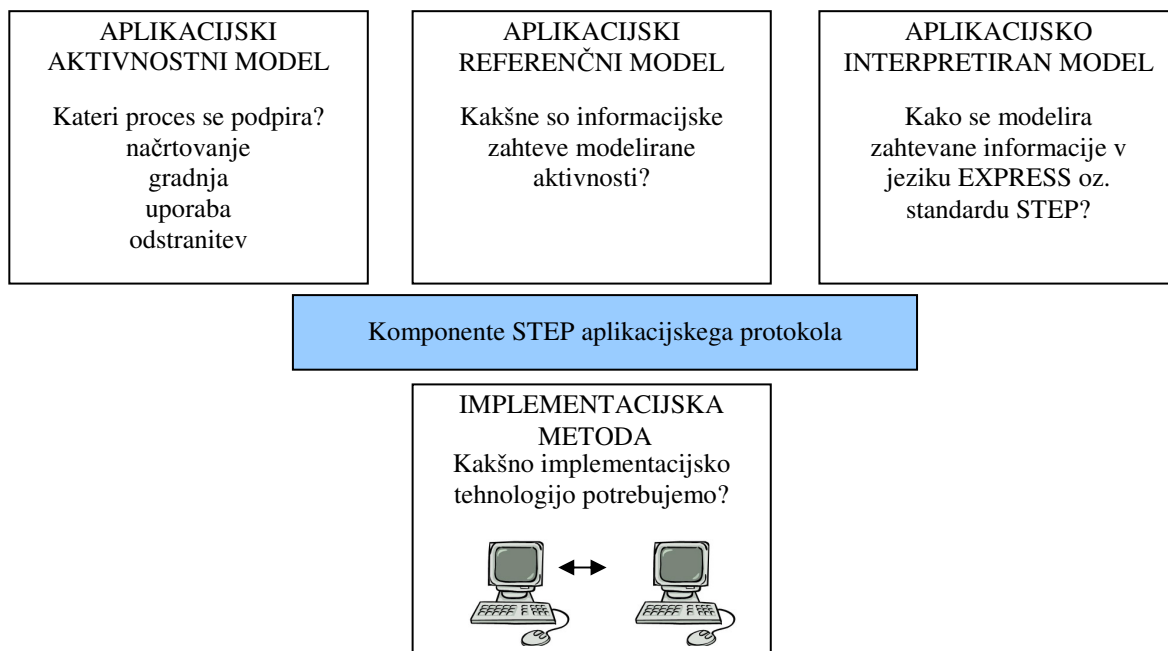 APLIKACIJSKI
AKTIVNOSTNI MODEL
Kateri proces se podpira?
načrtovanje
gradnja
uporaba
odstranitev
APLIKACIJSKI
REFERENČNI MODEL
Kakšne so informacijske
zahteve modelirane
aktivnosti?
APLIKACIJSKO
INTERPRETIRAN MODEL
Kako se modelira
zahtevane informacije v
jeziku EXPRESS oz.
standardu STEP?
Komponente STEP aplikacijskega protokola
IMPLEMENTACIJSKA
METODA
Kakšno implementacijsko
tehnologijo potrebujemo?